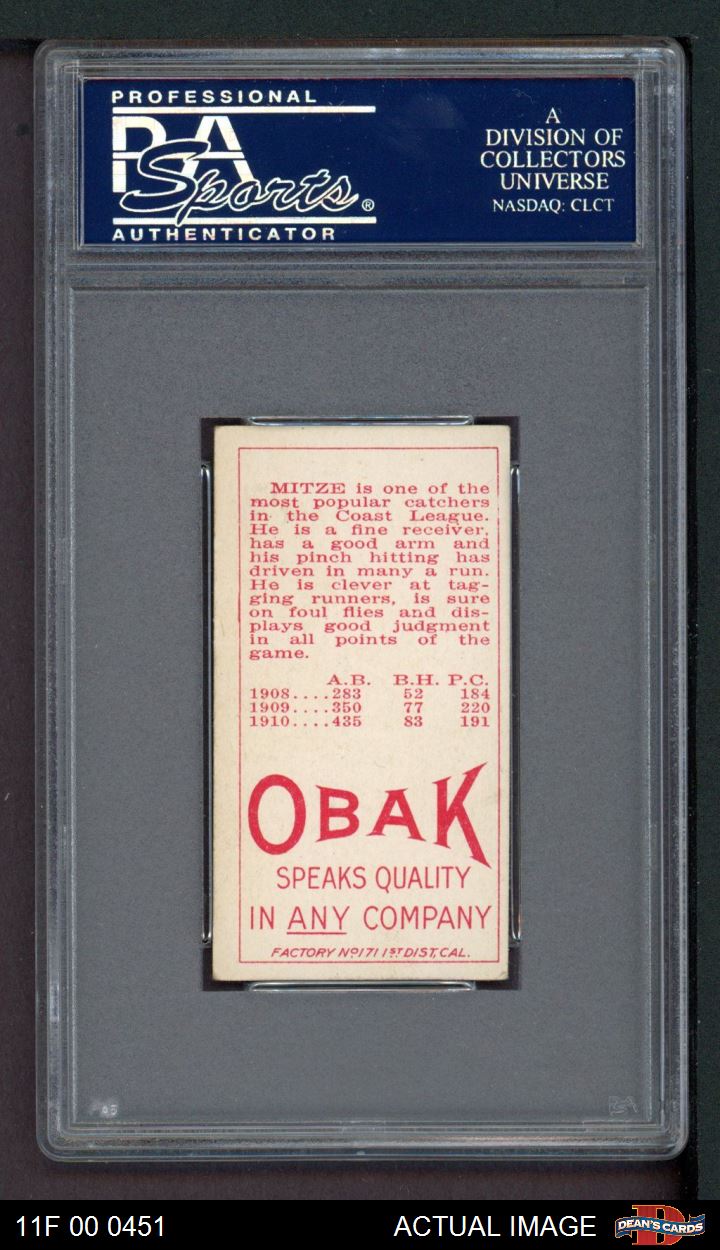 PROFESSIONAL
PSA
Sports®
AUTHENTICATOR
A
DIVISION OF
COLLECTORS
UNIVERSE
NASDAQ: CLCT
MITZE is one of the
most popular catchers
in the Coast League.
He is a fine receiver,
has a good arm and
his pinch hitting has
driven in many a run.
He is clever at tag-
ging runners, is sure
on foul flies and dis-
plays good judgment
in all points of the
game.
A.B. B.H. P.C.
1908....283 52 184
1909....350 77 220
1910....435 83 191
OBAK
SPEAKS QUALITY
IN ANY COMPANY
FACTORY Nº171 1ST DIST, CAL.
PSA
11F 00 0451
ACTUAL IMAGE
D
DEAN'S CARDS